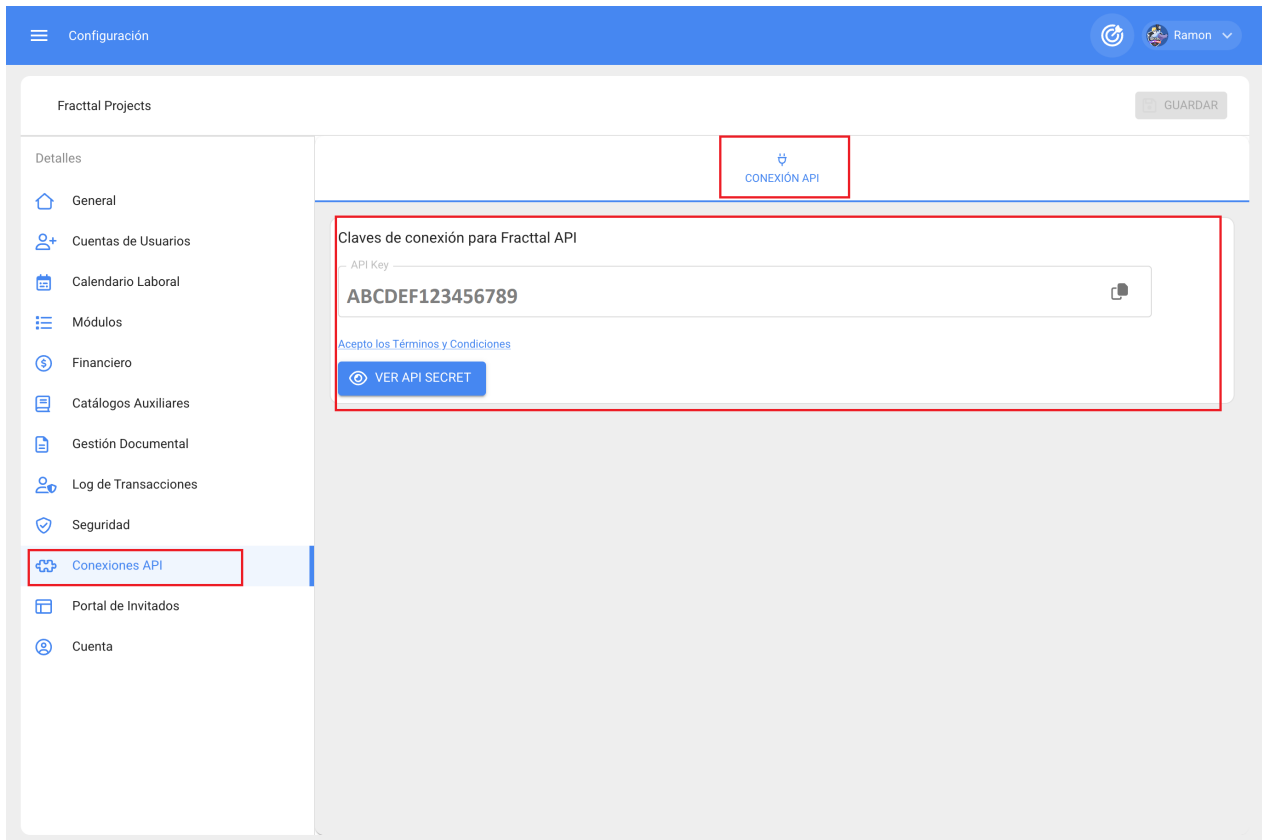 Configuración
Ramon
Fracttal Projects
GUARDAR
Detalles
General
Cuentas de Usuarios
Calendario Laboral
Módulos
Financiero
Catálogos Auxiliares
Gestión Documental
Log de Transacciones
Seguridad
Conexiones API
Portal de Invitados
Cuenta
CONEXIÓN API
Claves de conexión para Fracttal API
API Key
ABCDEF123456789
Acepto los Términos y Condiciones
VER API SECRET